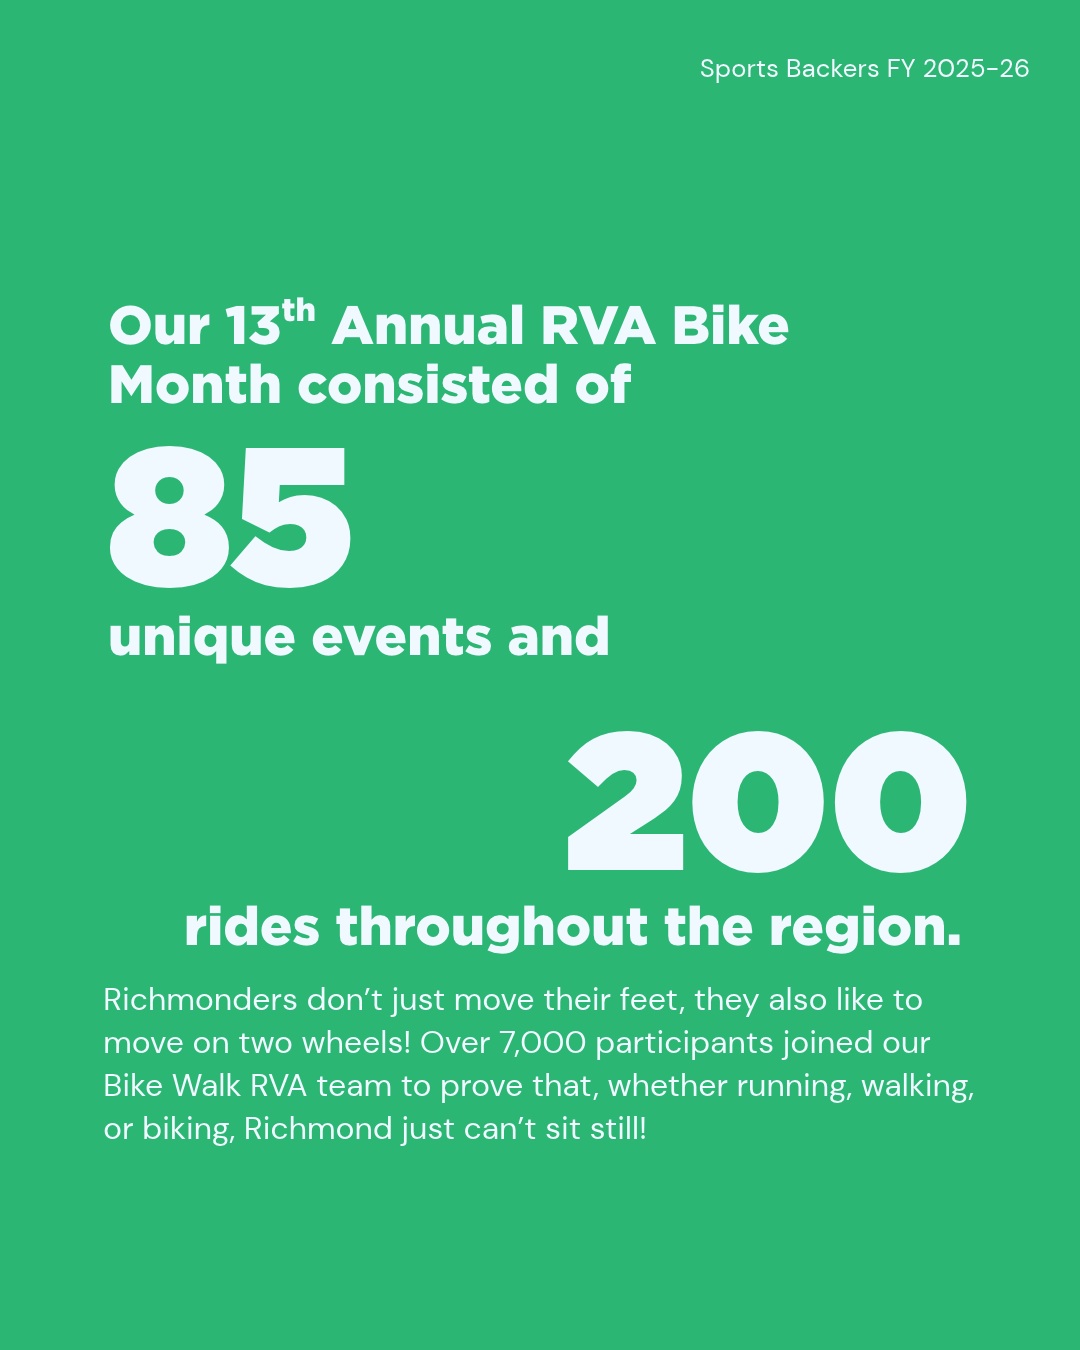 Sports Backers FY 2025-26
Our 13th Annual RVA Bike
Month consisted of
85
unique events and
200
rides throughout the region.
Richmonders don’t just move their feet, they also like to
move on two wheels! Over 7,000 participants joined our
Bike Walk RVA team to prove that, whether running, walking,
or biking, Richmond just can’t sit still!